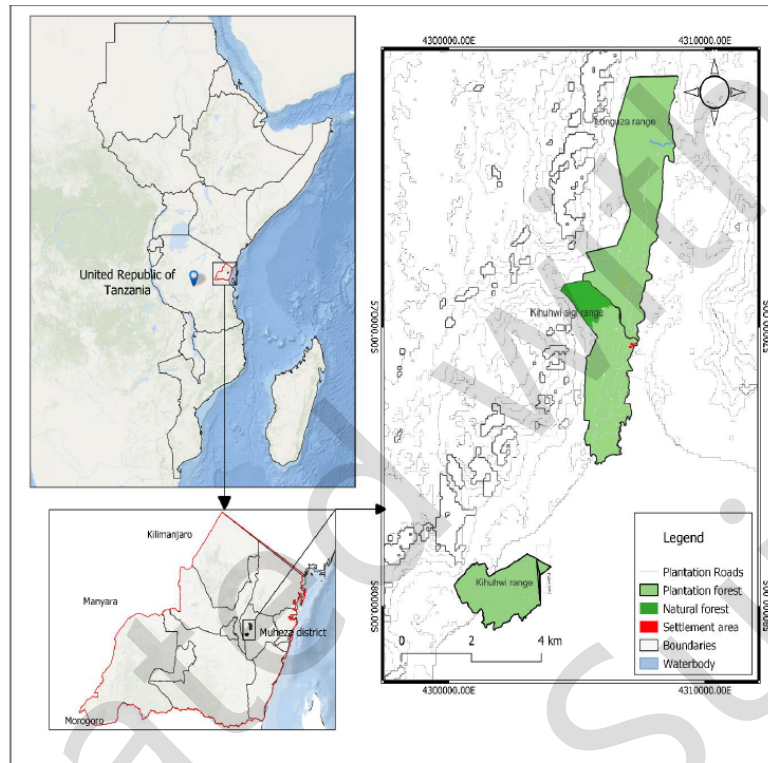 United Republic of
Tanzania
Kilimanjaro
Manyara
Muheza district
Morogoro
4300000.00E
4310000.00E
Longuza range
Kihuhwi sigi range
Kihuhwi range
0 2 4 km
4300000.00E
4310000.00E
Legend
Plantation Roads
Plantation forest
Natural forest
Settlement area
Boundaries
Waterbody